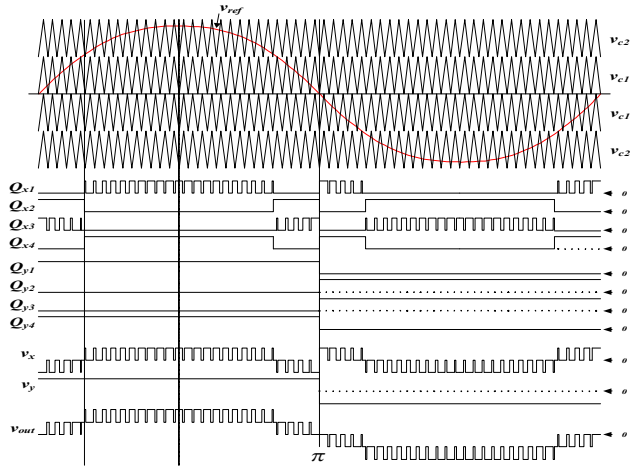 v_ref
v_c2
v_c1
v_c1
v_c2
Q_x1 0
Q_x2 0
Q_x3 0
Q_x4 0
Q_y1 0
Q_y2 0
Q_y3 0
Q_y4 0
v_x 0
v_y 0
v_out 0
π